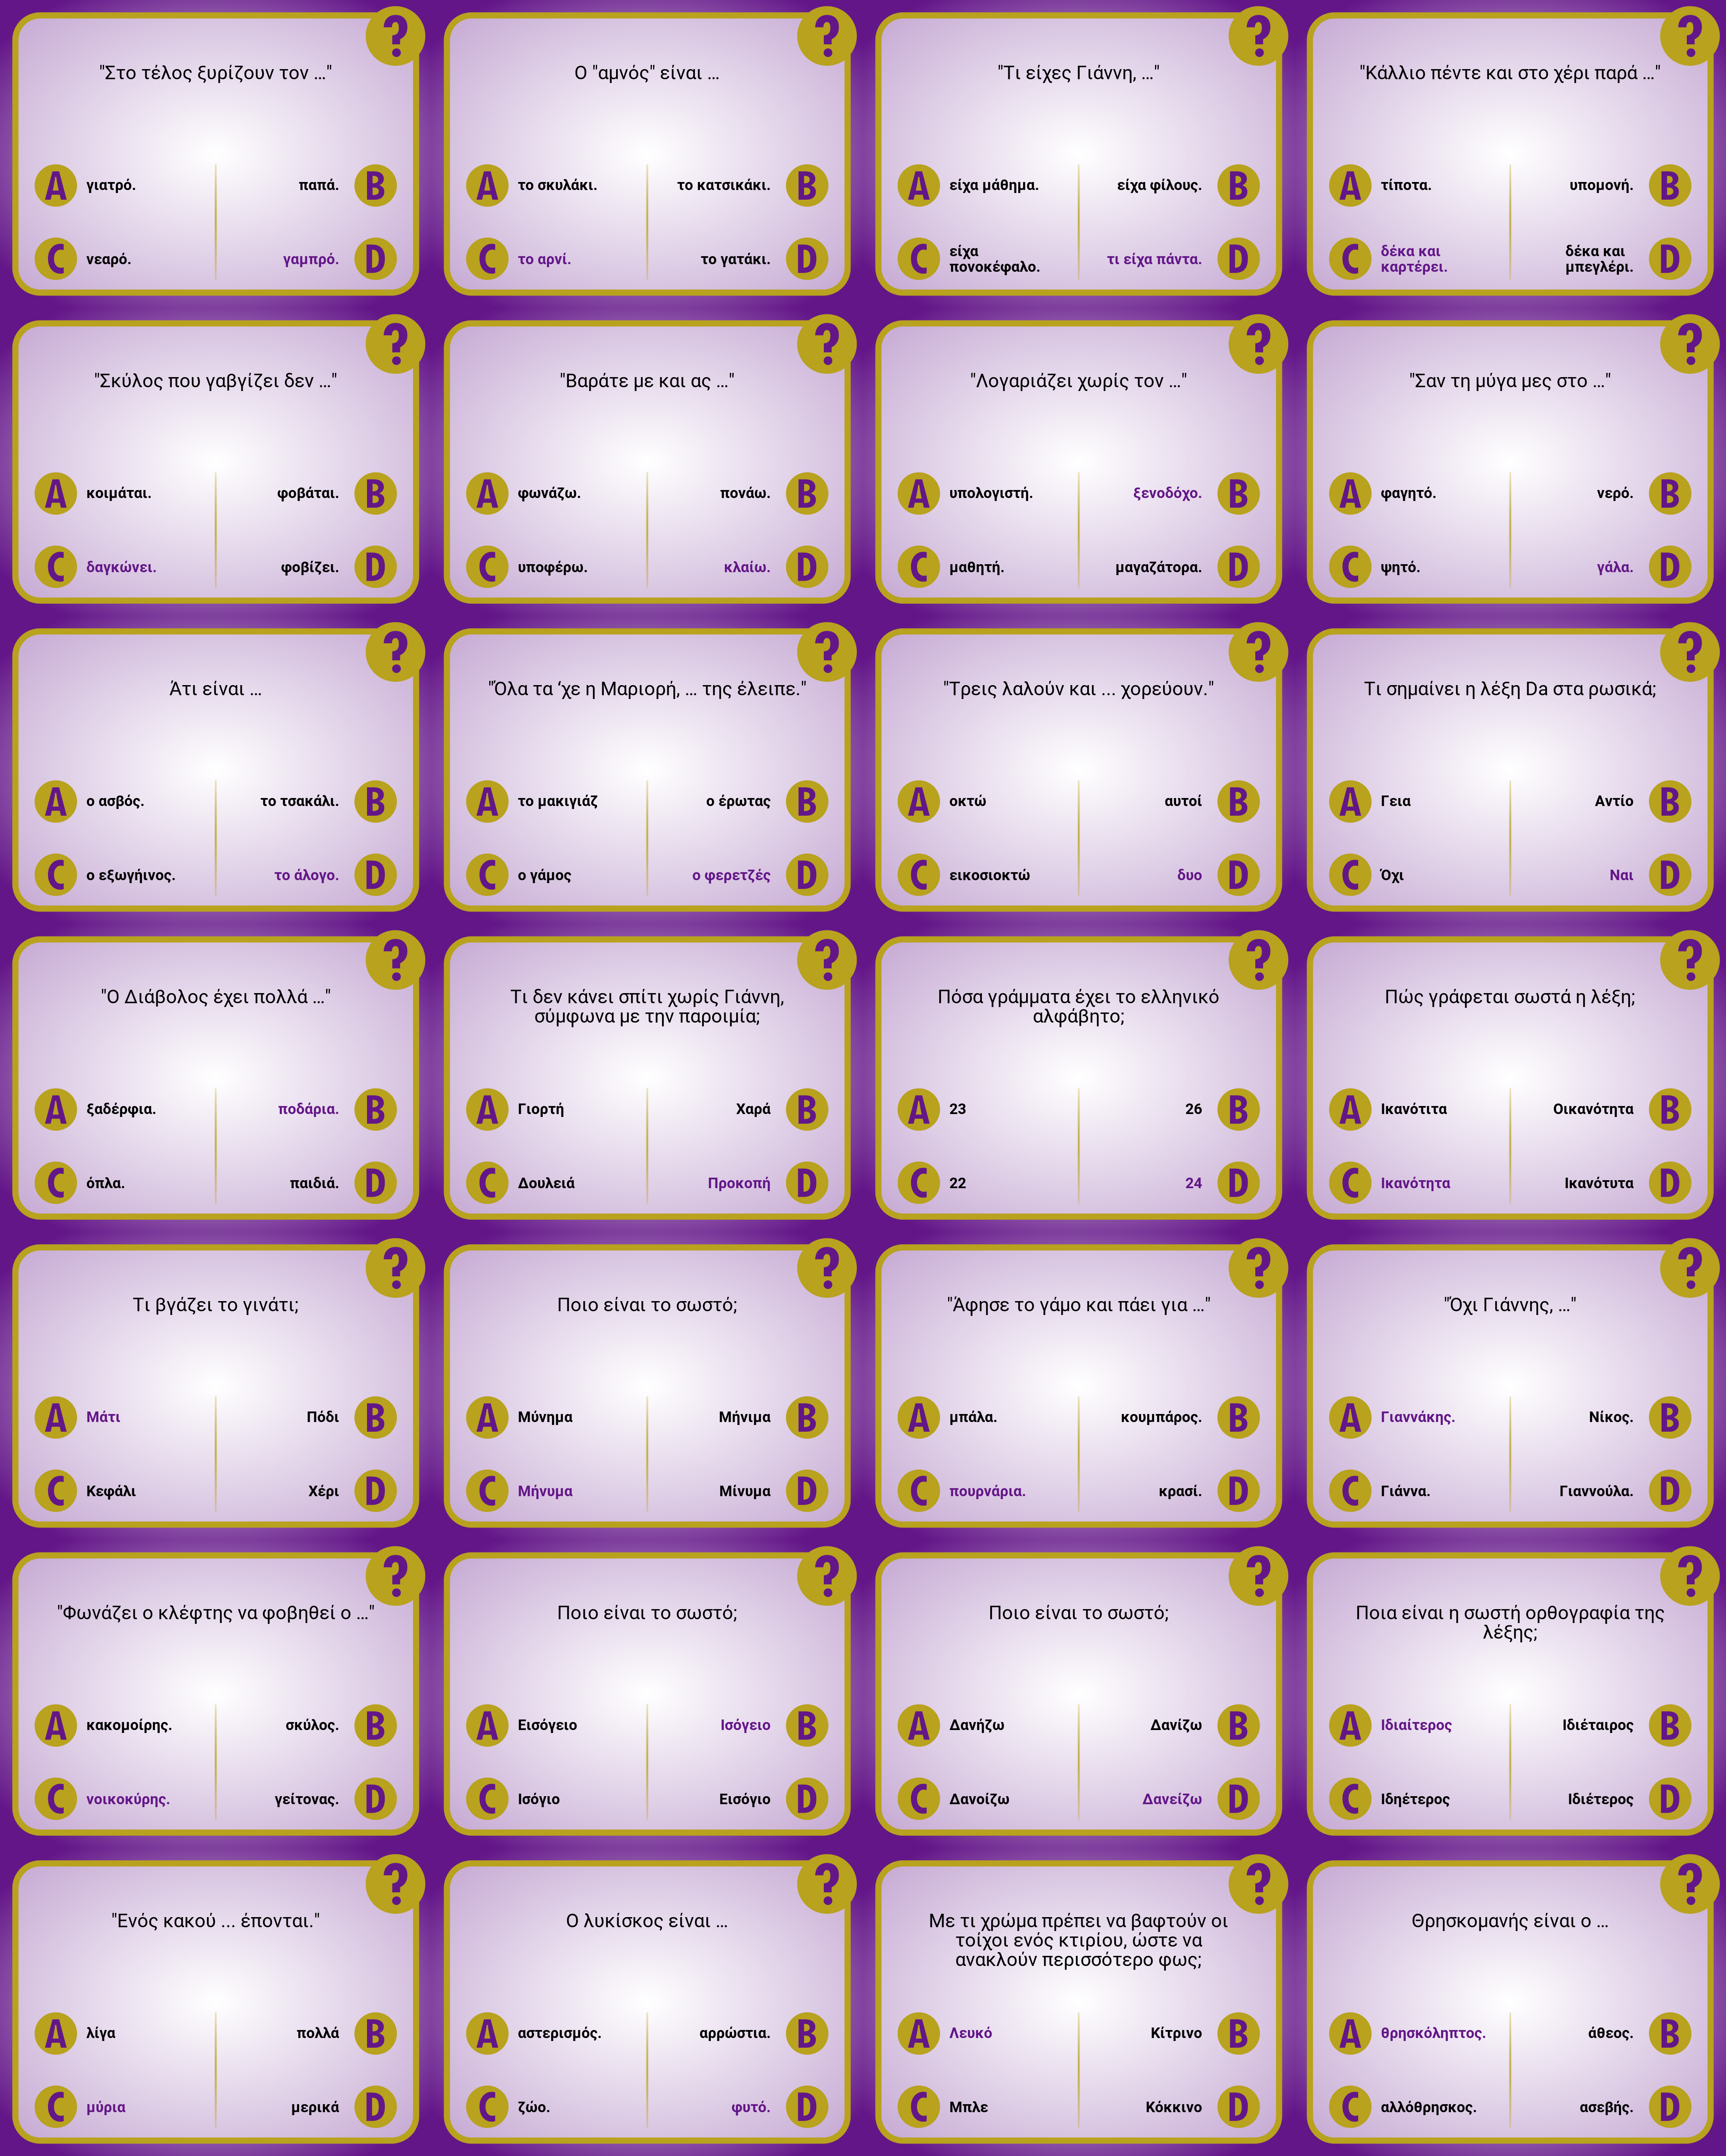 ?
"Στο τέλος ξυρίζουν τον ..."
A γιατρό.
παπά. B
C νεαρό.
γαμπρό. D
?
Ο "αμνός" είναι ...
A το σκυλάκι.
το κατσικάκι. B
C το αρνί.
το γατάκι. D
?
"Τι είχες Γιάννη, ..."
A είχα μάθημα.
είχα φίλους. B
C είχα
πονοκέφαλο.
τι είχα πάντα. D
?
"Κάλλιο πέντε και στο χέρι παρά ..."
A τίποτα.
υπομονή. B
C δέκα και
καρτέρει.
δέκα και
μπεγλέρι. D
?
"Σκύλος που γαβγίζει δεν ..."
A κοιμάται.
φοβάται. B
C δαγκώνει.
φοβίζει. D
?
"Βαράτε με και ας ..."
A φωνάζω.
πονάω. B
C υποφέρω.
κλαίω. D
?
"Λογαριάζει χωρίς τον ..."
A υπολογιστή.
ξενοδόχο. B
C μαθητή.
μαγαζάτορα. D
?
"Σαν τη μύγα μες στο ..."
A φαγητό.
νερό. B
C ψητό.
γάλα. D
?
Άτι είναι ...
A ο ασβός.
το τσακάλι. B
C ο εξωγήινος.
το άλογο. D
?
"Όλα τα ‘χε η Μαριορή, ... της έλειπε."
A το μακιγιάζ
ο έρωτας B
C ο γάμος
ο φερετζές D
?
"Τρεις λαλούν και ... χορεύουν."
A οκτώ
αυτοί B
C εικοσιοκτώ
δυο D
?
Τι σημαίνει η λέξη Da στα ρωσικά;
A Γεια
Αντίο B
C Όχι
Ναι D
?
"Ο Διάβολος έχει πολλά ..."
A ξαδέρφια.
ποδάρια. B
C όπλα.
παιδιά. D
?
Τι δεν κάνει σπίτι χωρίς Γιάννη,
σύμφωνα με την παροιμία;
A Γιορτή
Χαρά B
C Δουλειά
Προκοπή D
?
Πόσα γράμματα έχει το ελληνικό
αλφάβητο;
A 23
26 B
C 22
24 D
?
Πώς γράφεται σωστά η λέξη;
A Ικανότιτα
Οικανότητα B
C Ικανότητα
Ικανότυτα D
?
Τι βγάζει το γινάτι;
A Μάτι
Πόδι B
C Κεφάλι
Χέρι D
?
Ποιο είναι το σωστό;
A Μύνημα
Μήνιμα B
C Μήνυμα
Μίνυμα D
?
"Άφησε το γάμο και πάει για ..."
A μπάλα.
κουμπάρος. B
C πουρνάρια.
κρασί. D
?
"Όχι Γιάννης, ..."
A Γιαννάκης.
Νίκος. B
C Γιάννα.
Γιαννούλα. D
?
"Φωνάζει ο κλέφτης να φοβηθεί ο ..."
A κακομοίρης.
σκύλος. B
C νοικοκύρης.
γείτονας. D
?
Ποιο είναι το σωστό;
A Εισόγειο
Ισόγειο B
C Ισόγιο
Εισόγιο D
?
Ποιο είναι το σωστό;
A Δανήζω
Δανίζω B
C Δανοίζω
Δανείζω D
?
Ποια είναι η σωστή ορθογραφία της
λέξης;
A Ιδιαίτερος
Ιδιέταιρος B
C Ιδηέτερος
Ιδιέτερος D
?
"Ενός κακού ... έπονται."
A λίγα
πολλά B
C μύρια
μερικά D
?
Ο λυκίσκος είναι ...
A αστερισμός.
αρρώστια. B
C ζώο.
φυτό. D
?
Με τι χρώμα πρέπει να βαφτούν οι
τοίχοι ενός κτιρίου, ώστε να
ανακλούν περισσότερο φως;
A Λευκό
Κίτρινο B
C Μπλε
Κόκκινο D
?
Θρησκομανής είναι ο ...
A θρησκόληπτος.
άθεος. B
C αλλόθρησκος.
ασεβής. D